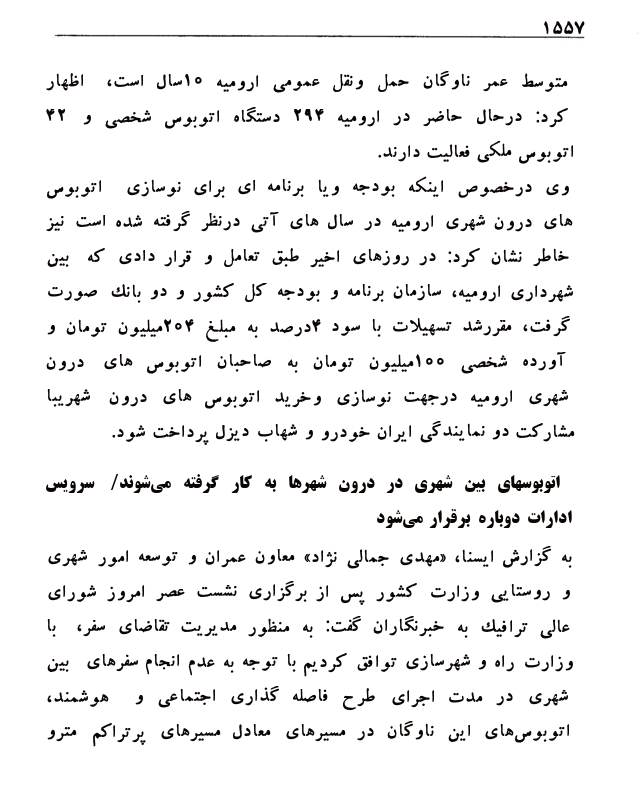 ۱۵۵۷
متوسط عمر ناوگان حمل ونقل عمومی ارومیه ۱۰سال است، اظهار
کرد: درحال حاضر در ارومیه ۲۹۴ دستگاه اتوبوس شخصی و ۴۲
اتوبوس ملکی فعالیت دارند.
وی درخصوص اینکه بودجه ویا برنامه ای برای نوسازی اتوبوس
های درون شهری ارومیه در سال های آتی درنظر گرفته شده است نیز
خاطر نشان کرد: در روزهای اخیر طبق تعامل و قرار دادی که بین
شهرداری ارومیه، سازمان برنامه و بودجه کل کشور و دو بانک صورت
گرفت، مقررشد تسهیلات با سود ۴درصد به مبلغ ۲۵۴میلیون تومان و
آورده شخصی ۱۰۰میلیون تومان به صاحبان اتوبوس های درون
شهری ارومیه درجهت نوسازی وخرید اتوبوس های درون شهریبا
مشارکت دو نمایندگی ایران خودرو و شهاب دیزل پرداخت شود.
اتوبوسهای بین شهری در درون شهرها به کار گرفته می‌شوند/ سرویس
ادارات دوباره برقرار می‌شود
به گزارش ایسنا، «مهدی جمالی نژاد» معاون عمران و توسعه امور شهری
و روستایی وزارت کشور پس از برگزاری نشست عصر امروز شورای
عالی ترافیک به خبرنگاران گفت: به منظور مدیریت تقاضای سفر، با
وزارت راه و شهرسازی توافق کردیم با توجه به عدم انجام سفرهای بین
شهری در مدت اجرای طرح فاصله گذاری اجتماعی و هوشمند،
اتوبوس‌های این ناوگان در مسیرهای معادل مسیرهای پرتراکم مترو